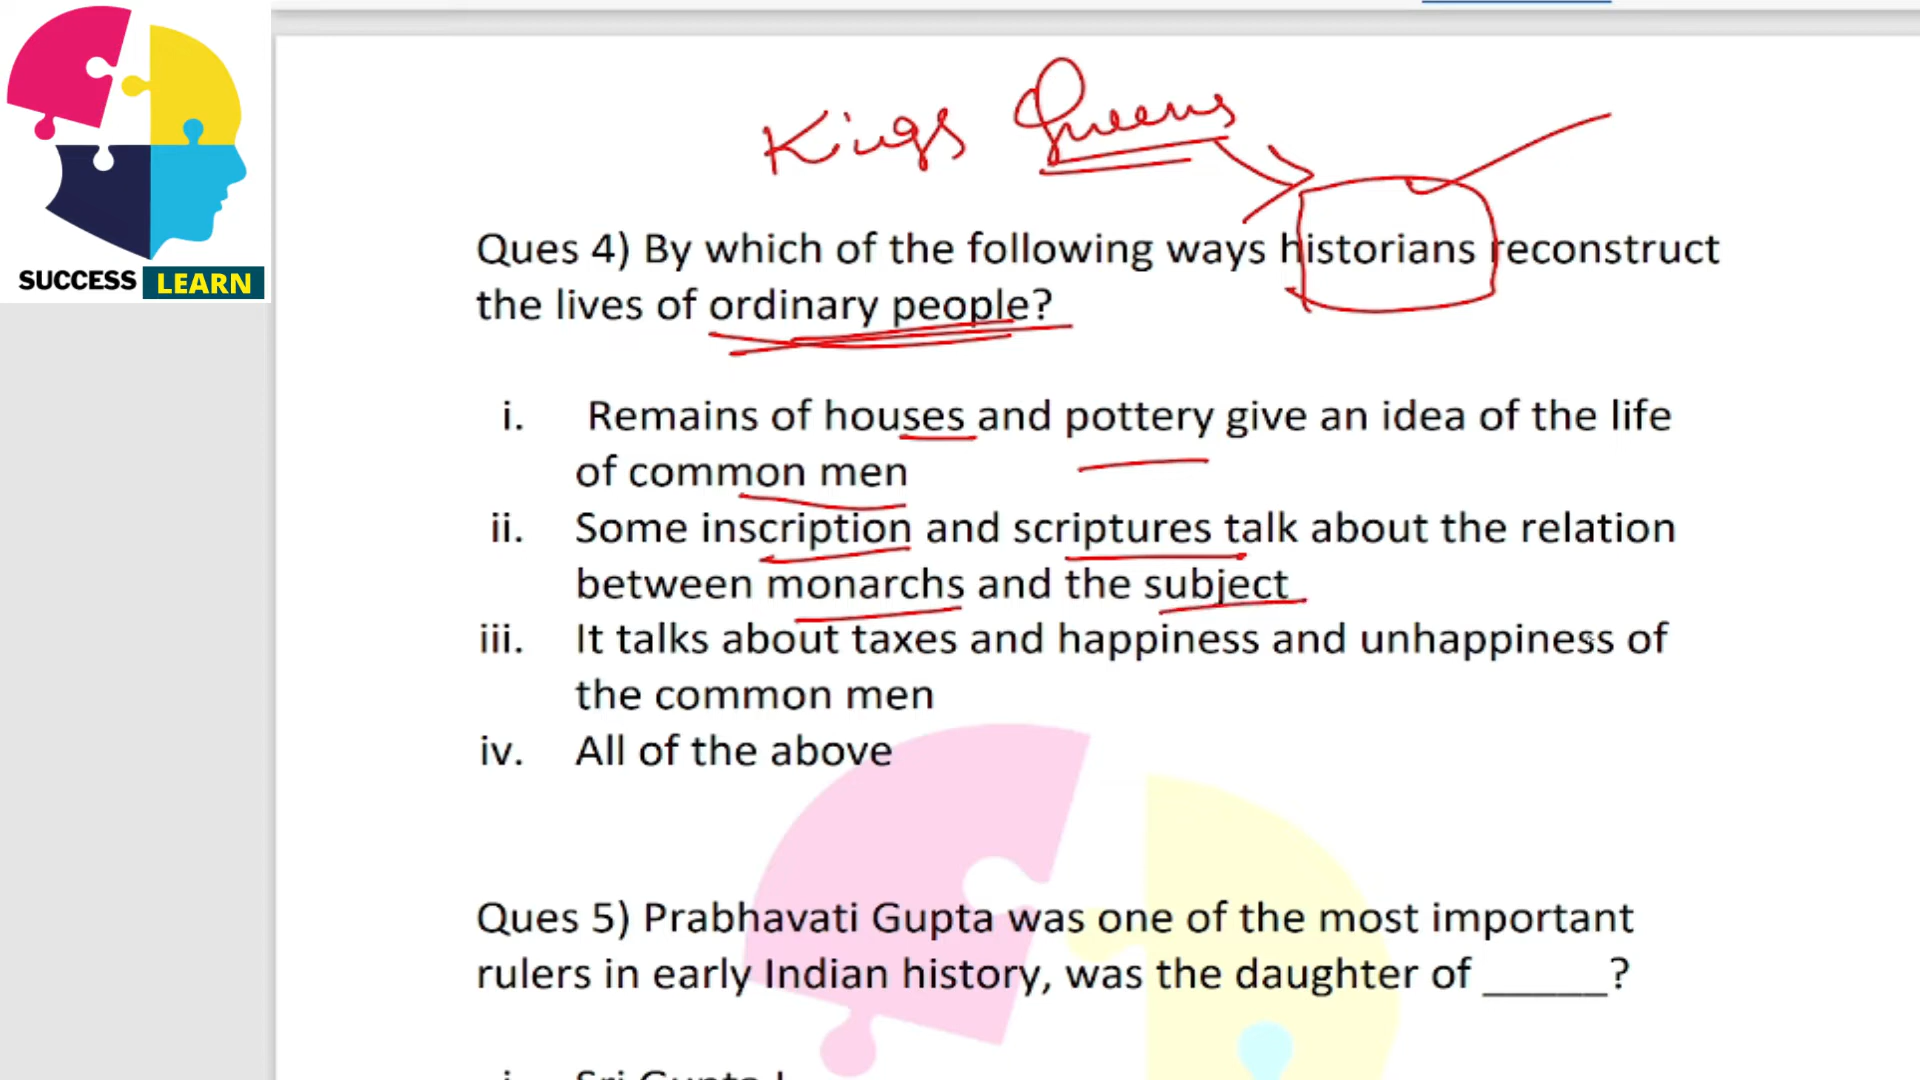 SUCCESS LEARN
Kings Queens
Ques 4) By which of the following ways historians reconstruct
the lives of ordinary people?
i. Remains of houses and pottery give an idea of the life
of common men
ii. Some inscription and scriptures talk about the relation
between monarchs and the subject
iii. It talks about taxes and happiness and unhappiness of
the common men
iv. All of the above
Ques 5) Prabhavati Gupta was one of the most important
rulers in early Indian history, was the daughter of _____?
i. Sri Gupta I